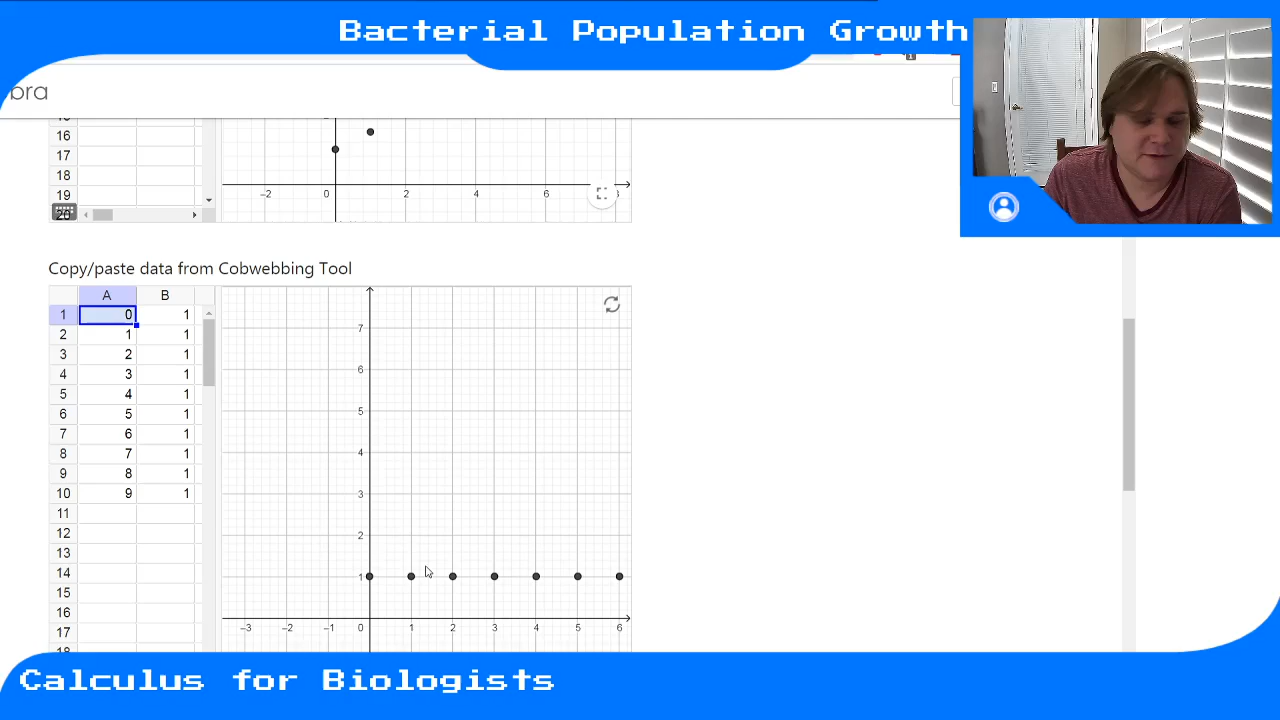 Bacterial Population Growth
bra
1
16
17
18
19
20
-2 0 2 4 6
Copy/paste data from Cobwebbing Tool
A B
1 0 1
2 1 1
3 2 1
4 3 1
5 4 1
6 5 1
7 6 1
8 7 1
9 8 1
10 9 1
11
12
13
14
15
16
17
7
6
5
4
3
2
1
-3 -2 -1 0 1 2 3 4 5 6
Calculus for Biologists